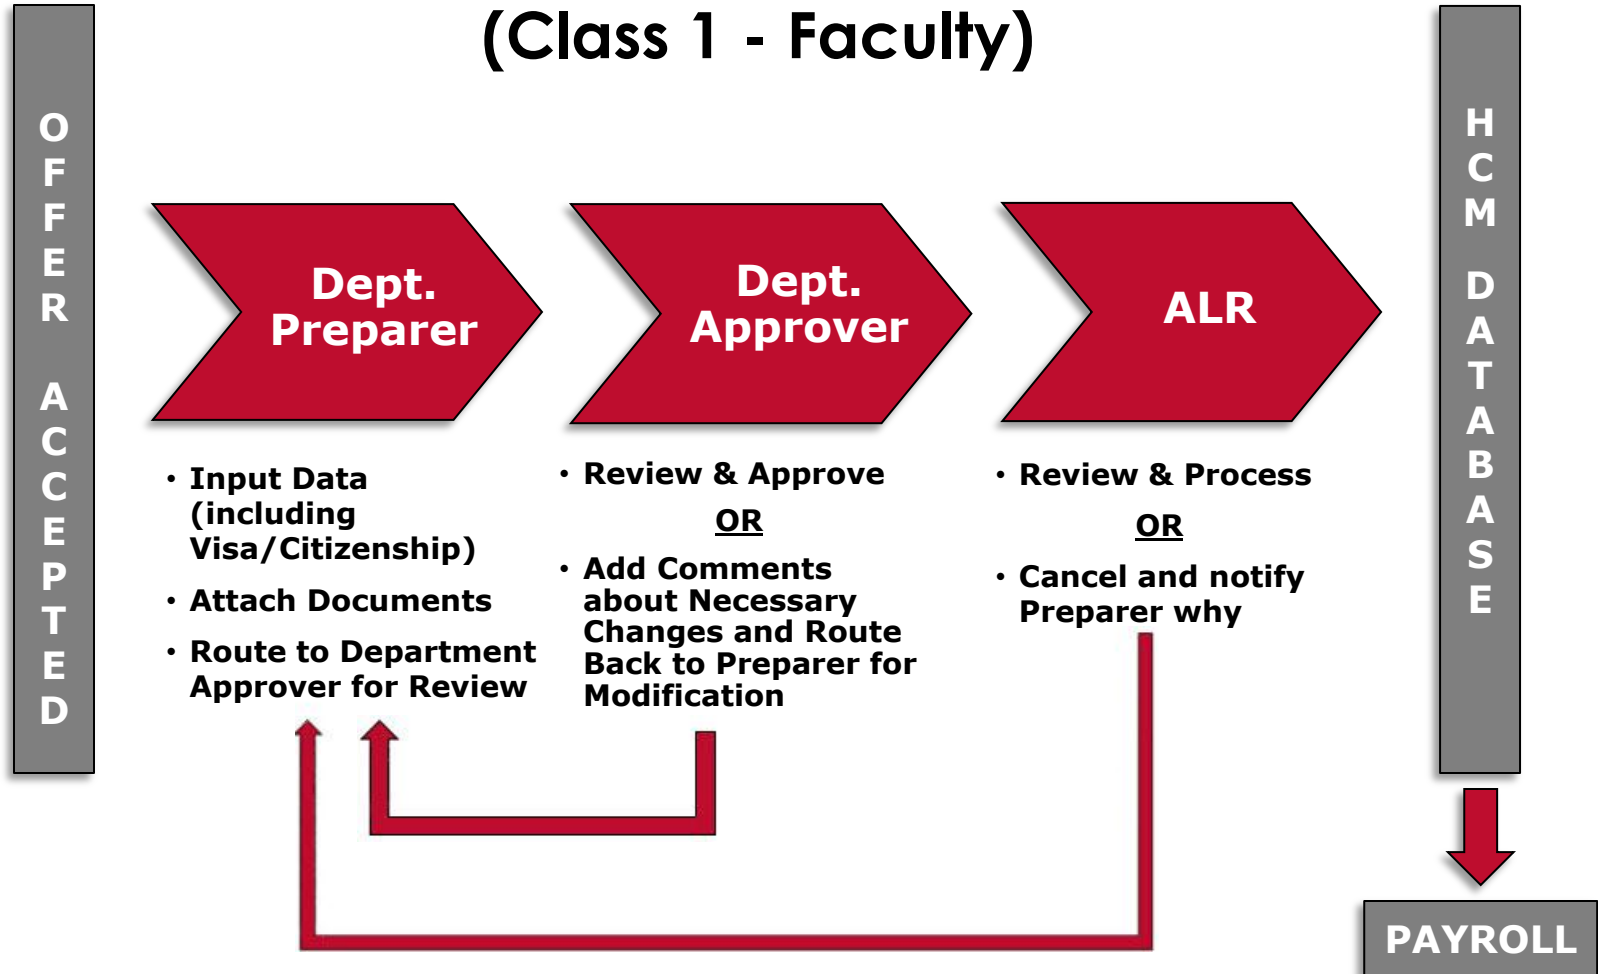 (Class 1 - Faculty)
OFFER ACCEPTED
Dept.
Preparer
• Input Data
(including
Visa/Citizenship)
• Attach Documents
• Route to Department
Approver for Review
Dept.
Approver
• Review & Approve
OR
• Add Comments
about Necessary
Changes and Route
Back to Preparer for
Modification
ALR
• Review & Process
OR
• Cancel and notify
Preparer why
HCM DATABASE
PAYROLL